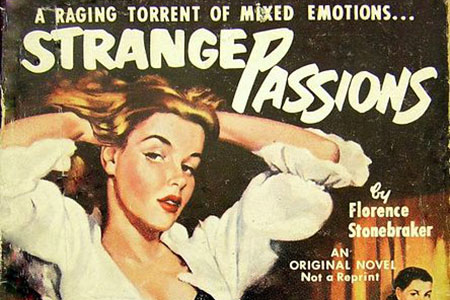 A RAGING TORRENT OF MIXED EMOTIONS...
STRANGE PASSIONS
by
Florence
Stonebraker
AN
ORIGINAL NOVEL
Not a Reprint